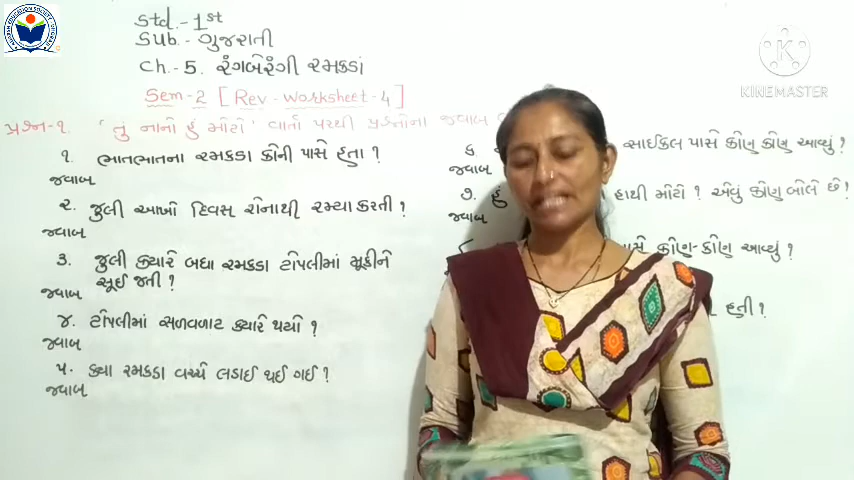 Std.-1st
Sub.- ગુજરાતી
Ch.-5. રંગબેરંગી રમકડાં
Sem-2 [Rev-worksheet-4]
પ્રશ્ન-૧. 'તું નાનો હું મોટો' વાર્તા પરથી પ્રશ્નોના જવાબ
૧. ભાતભાતના રમકડા કોની પાસે હતા ?
જવાબ
૨. જુલી આખો દિવસ શેનાથી રમ્યા કરતી ?
જવાબ
૩. જુલી ક્યારે બધા રમકડા ટોપલીમાં મૂકીને
સૂઈ જતી ?
જવાબ
૪. ટોપલીમાં સળવળાટ ક્યારે થયો ?
જવાબ
૫. ક્યા રમકડા વચ્ચે લડાઈ થઈ ગઈ ?
જવાબ
૬. સાઈકલ પાસે કોણ કોણ આવ્યું ?
જવાબ
૭. હું હાથી મોટો ? એવું કોણ બોલે છે !
જવાબ
પાસે કોણ-કોણ આવ્યું ?
હતી ?
KINEMASTER